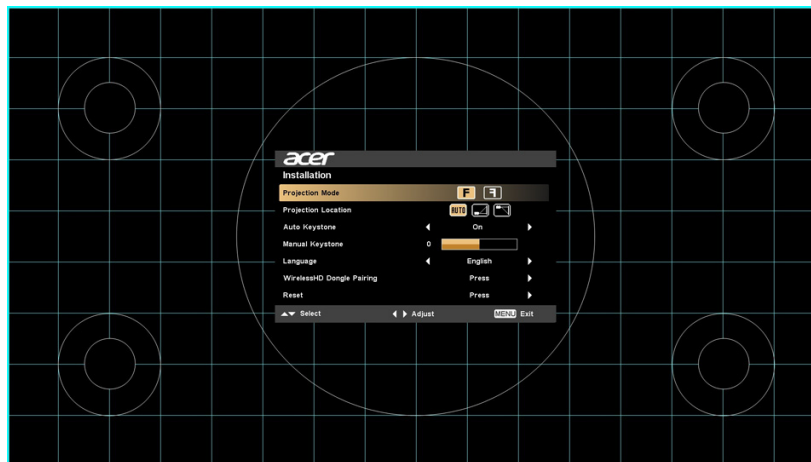 acer
Installation
Projection Mode F F
Projection Location AUTO
Auto Keystone On
Manual Keystone 0
Language English
WirelessHD Dongle Pairing Press
Reset Press
Select Adjust MENU Exit